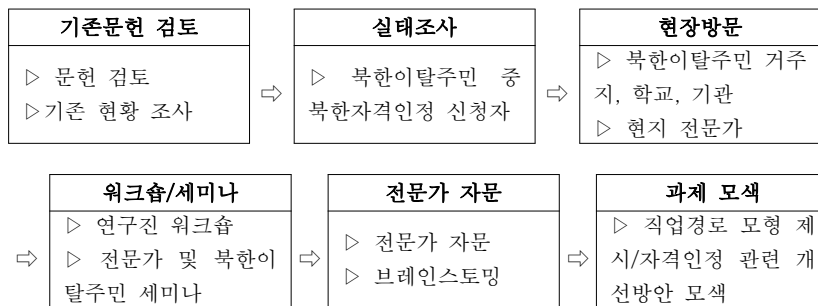 기존문헌 검토
▷ 문헌 검토
▷기존 현황 조사
⇨
실태조사
▷ 북한이탈주민 중
북한자격인정 신청자
⇨
현장방문
▷ 북한이탈주민 거주
지, 학교, 기관
▷ 현지 전문가
⇨
워크숍/세미나
▷ 연구진 워크숍
▷ 전문가 및 북한이
탈주민 세미나
⇨
전문가 자문
▷ 전문가 자문
▷ 브레인스토밍
⇨
과제 모색
▷ 직업경로 모형 제
시/자격인정 관련 개
선방안 모색